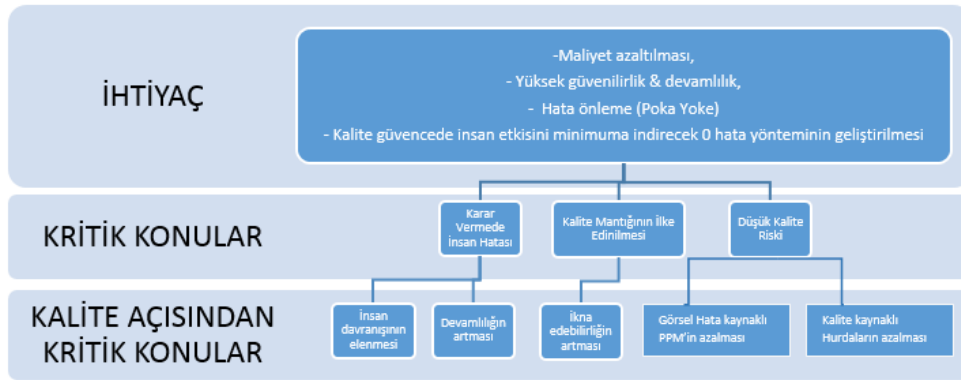 İHTİYAÇ
-Maliyet azaltılması,
- Yüksek güvenilirlik & devamlılık,
- Hata önleme (Poka Yoke)
- Kalite güvencede insan etkisini minimuma indirecek 0 hata yönteminin geliştirilmesi
KRİTİK KONULAR
Karar
Vermede
İnsan Hatası
Kalite Mantığının İlke
Edinilmesi
Düşük Kalite
Riski
KALİTE AÇISINDAN
KRİTİK KONULAR
İnsan
davranışının
elenmesi
Devamlılığın
artması
İkna
edebilirliğin
artması
Görsel Hata kaynaklı
PPM'in azalması
Kalite kaynaklı
Hurdaların azalması